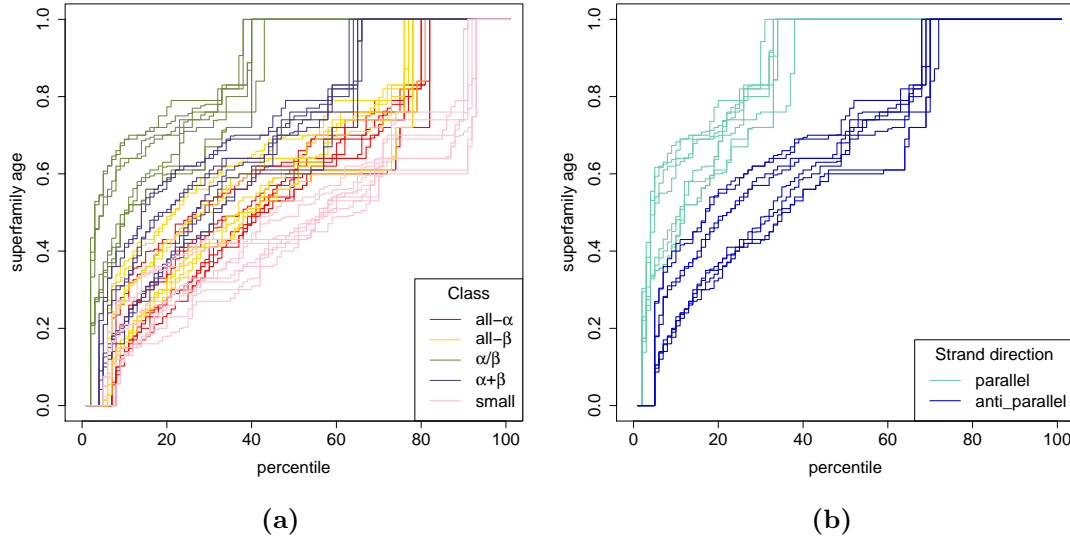 1.0
0.8
0.6
0.4
0.2
0.0
superfamily age
0 20 40 60 80 100
percentile
Class
all−α
all−β
α/β
α+β
small
(a)
1.0
0.8
0.6
0.4
0.2
0.0
superfamily age
0 20 40 60 80 100
percentile
Strand direction
parallel
anti_parallel
(b)